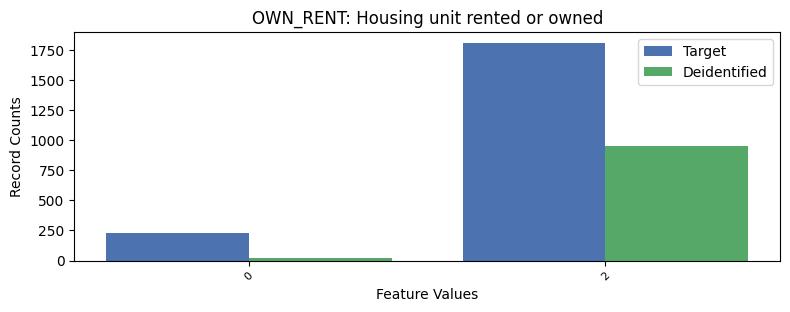 OWN_RENT: Housing unit rented or owned
Target
Deidentified
Record Counts
1750
1500
1250
1000
750
500
250
0
0
2
Feature Values